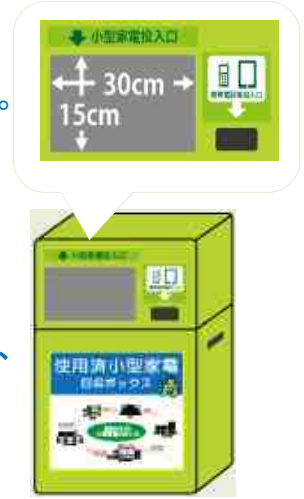 。
小型家電投入口
30cm
15cm
携帯電話投入口
小型家電投入口
、
使用済小型家電
回収ボックス